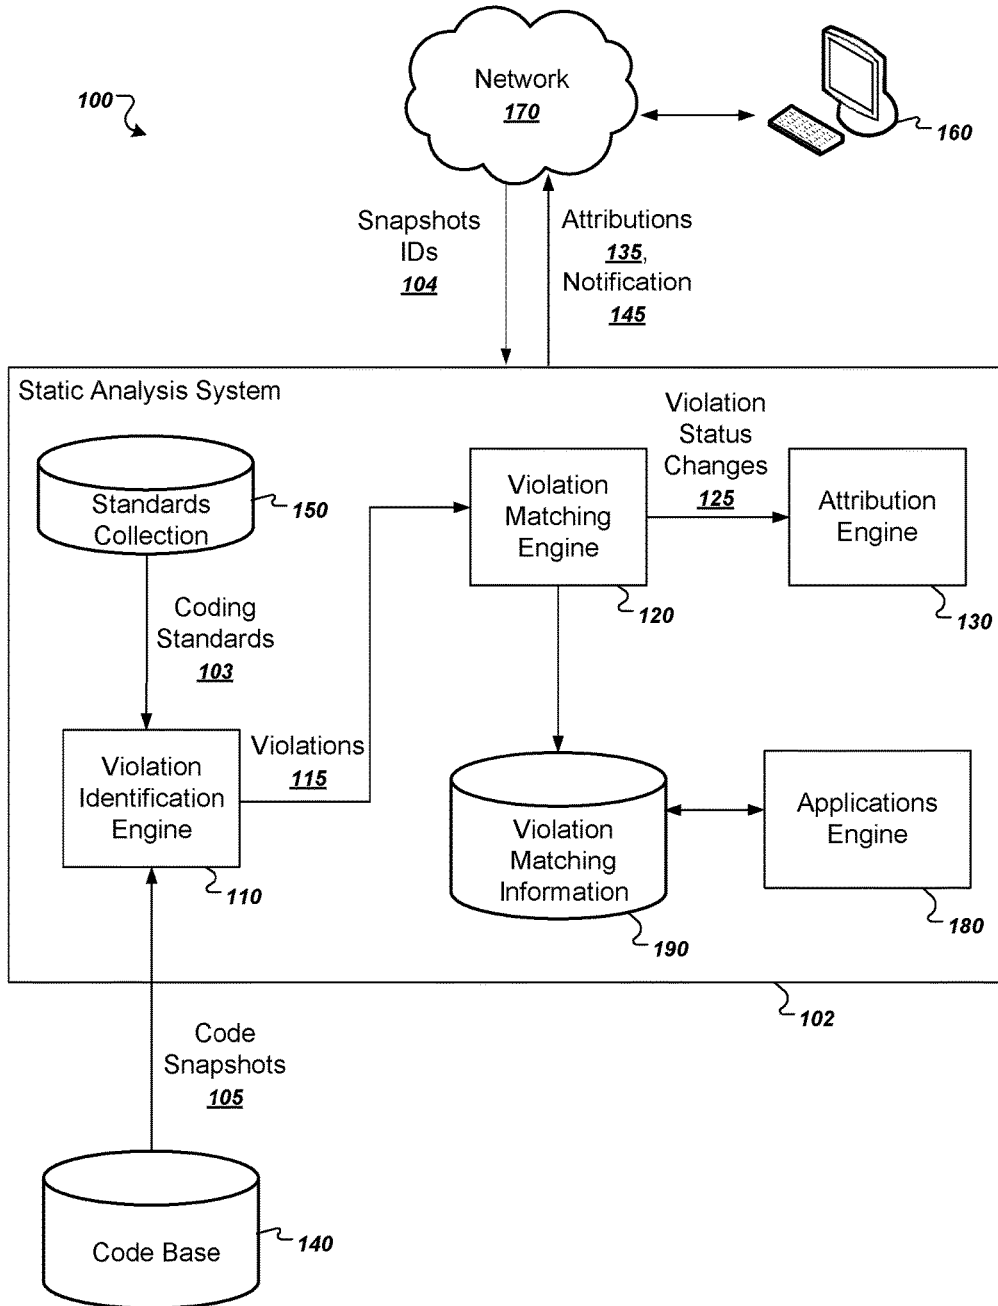 100
Network
170
160
Snapshots
IDs
104
Attributions
135,
Notification
145
Static Analysis System
Standards
Collection
150
Coding
Standards
103
Violation
Identification
Engine
110
Violations
115
Violation
Matching
Engine
120
Violation
Status
Changes
125
Attribution
Engine
130
Violation
Matching
Information
190
Applications
Engine
180
102
Code
Snapshots
105
Code Base
140